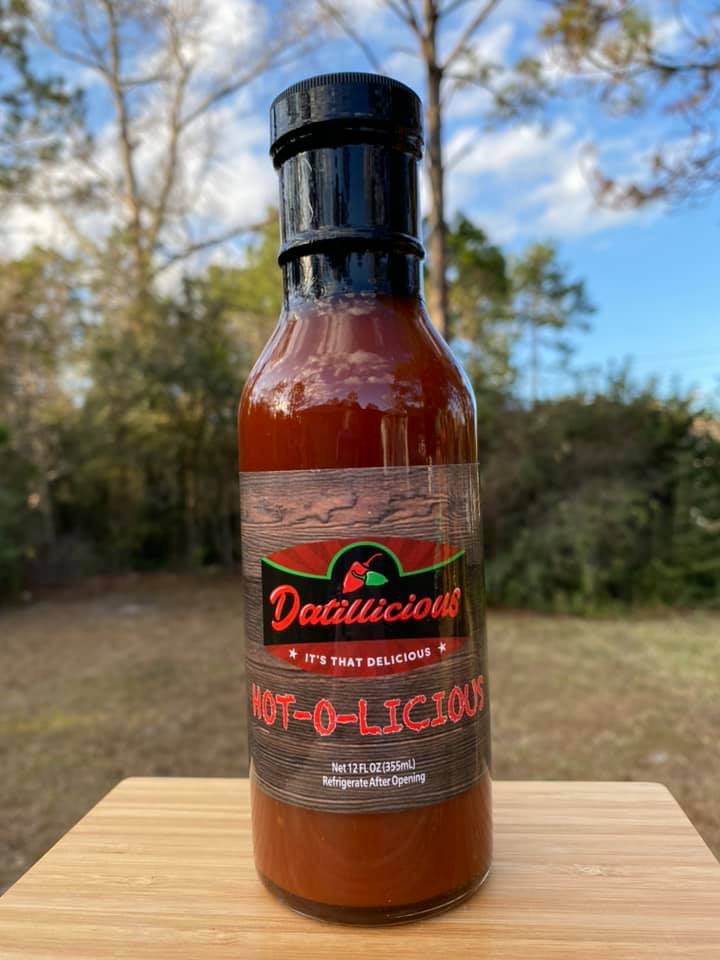 Datillicious
★ IT'S THAT DELICIOUS ★
HOT-O-LICIOUS
Net 12 FL OZ (355mL)
Refrigerate After Opening